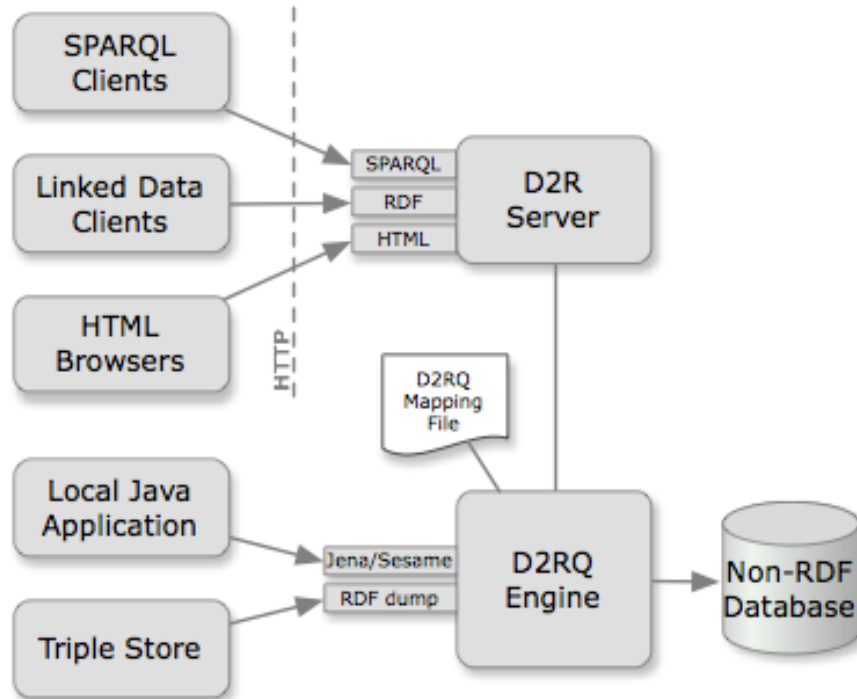 SPARQL
Clients
Linked Data
Clients
HTML
Browsers
HTTP
SPARQL
RDF
HTML
D2R
Server
D2RQ
Mapping
File
Local Java
Application
Triple Store
Jena/Sesame
RDF dump
D2RQ
Engine
Non-RDF
Database